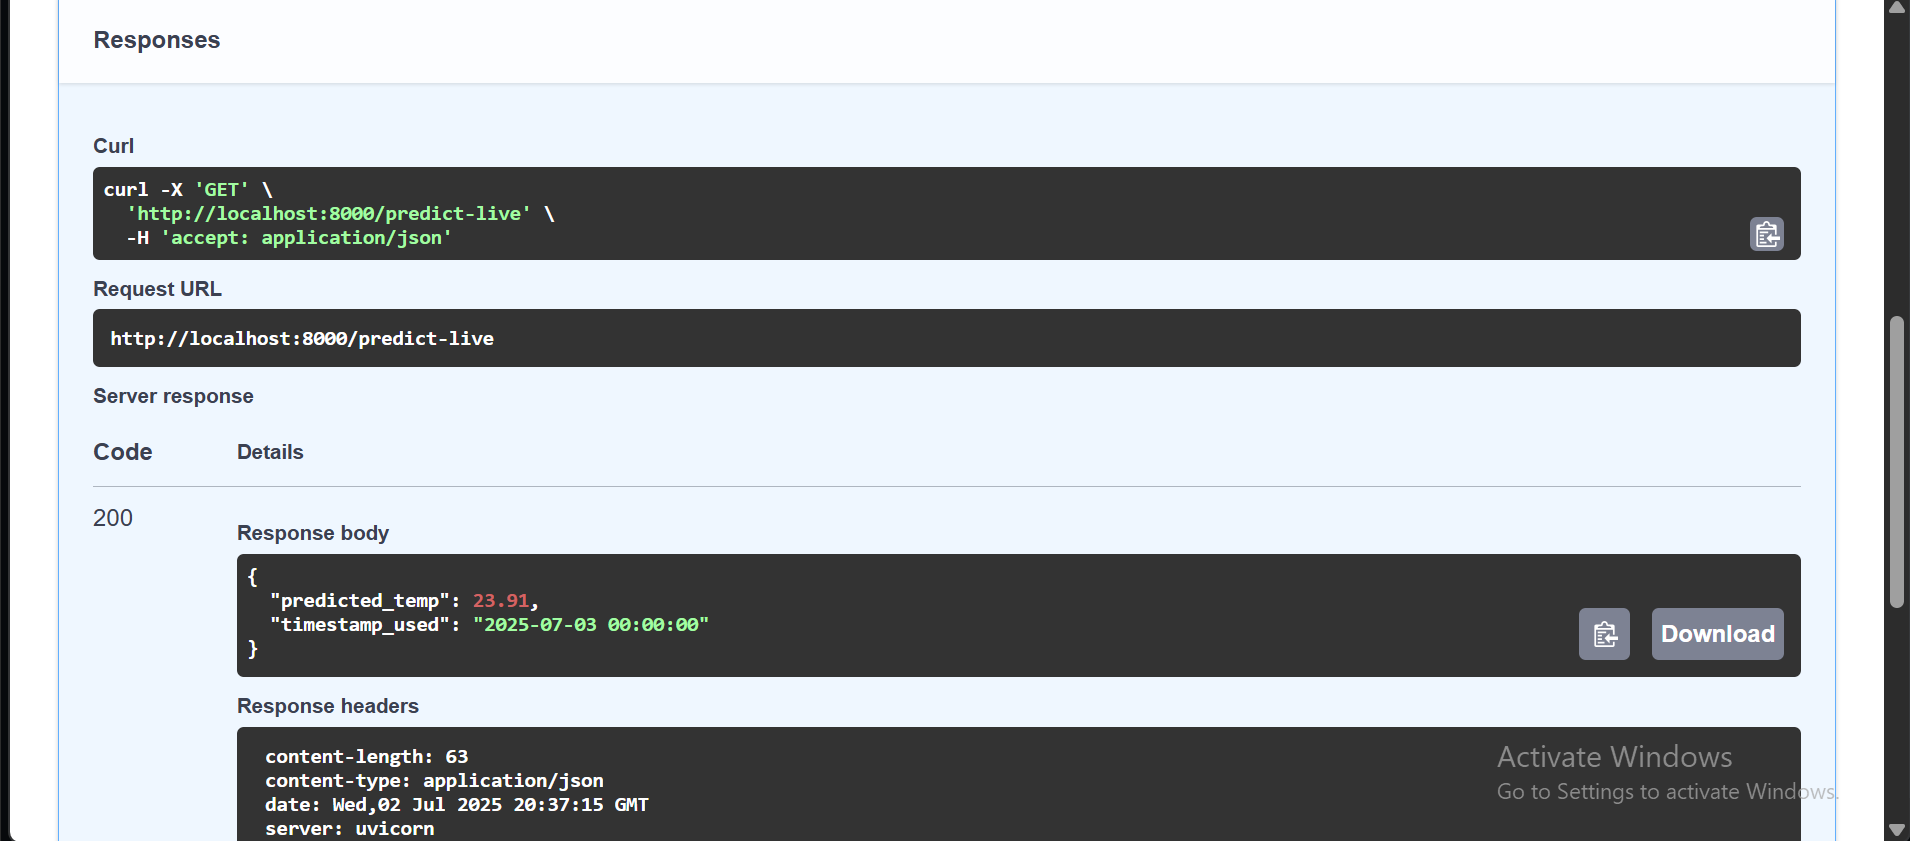 Responses
Curl
curl -X 'GET' \
'http://localhost:8000/predict-live' \
-H 'accept: application/json'
Request URL
http://localhost:8000/predict-live
Server response
Code Details
200
Response body
{
"predicted_temp": 23.91,
"timestamp_used": "2025-07-03 00:00:00"
}
Download
Response headers
content-length: 63
content-type: application/json
date: Wed,02 Jul 2025 20:37:15 GMT
server: uvicorn
Activate Windows
Go to Settings to activate Windows.